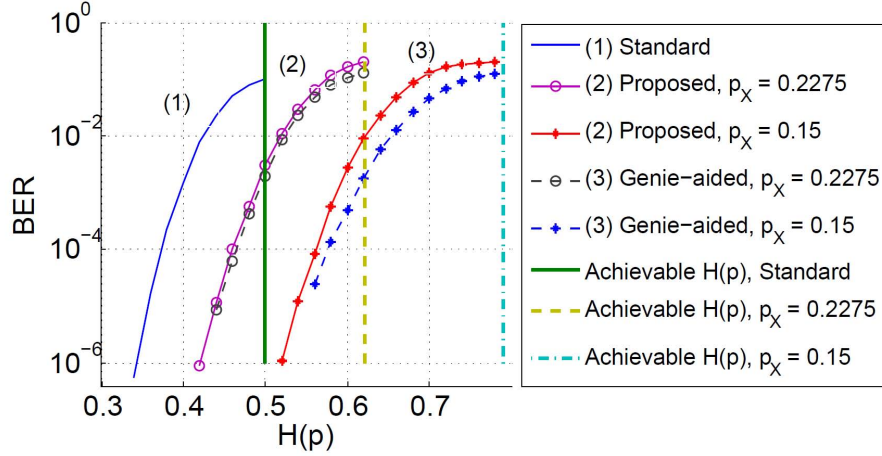 10^0
10^-2
10^-4
10^-6
BER
0.3 0.4 0.5 0.6 0.7
H(p)
(1)
(2)
(3)
(1) Standard
(2) Proposed, p_X = 0.2275
(2) Proposed, p_X = 0.15
(3) Genie-aided, p_X = 0.2275
(3) Genie-aided, p_X = 0.15
Achievable H(p), Standard
Achievable H(p), p_X = 0.2275
Achievable H(p), p_X = 0.15